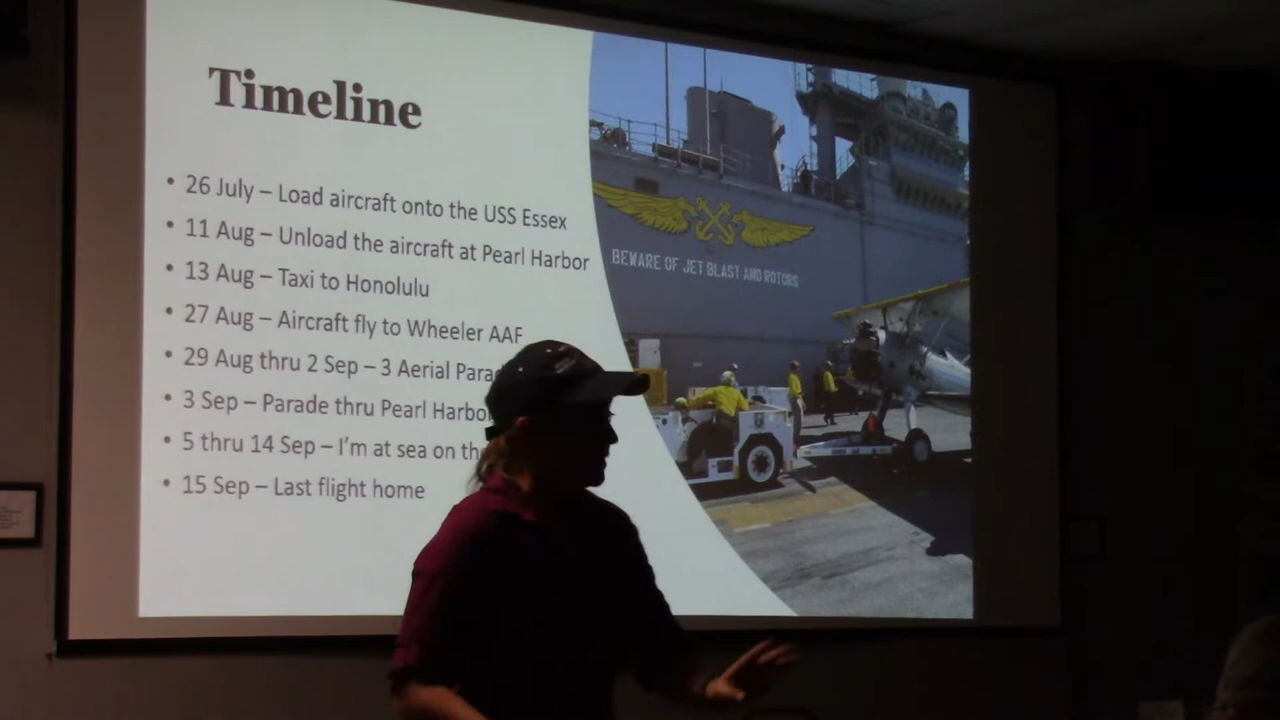 Timeline
• 26 July – Load aircraft onto the USS Essex
• 11 Aug – Unload the aircraft at Pearl Harbor
• 13 Aug – Taxi to Honolulu
• 27 Aug – Aircraft fly to Wheeler AAF
• 29 Aug thru 2 Sep – 3 Aerial
• 3 Sep – Parade thru Pearl
• 5 thru 14 Sep – I'm at sea on
• 15 Sep – Last flight home
BEWARE OF JET BLAST AND ROTORS